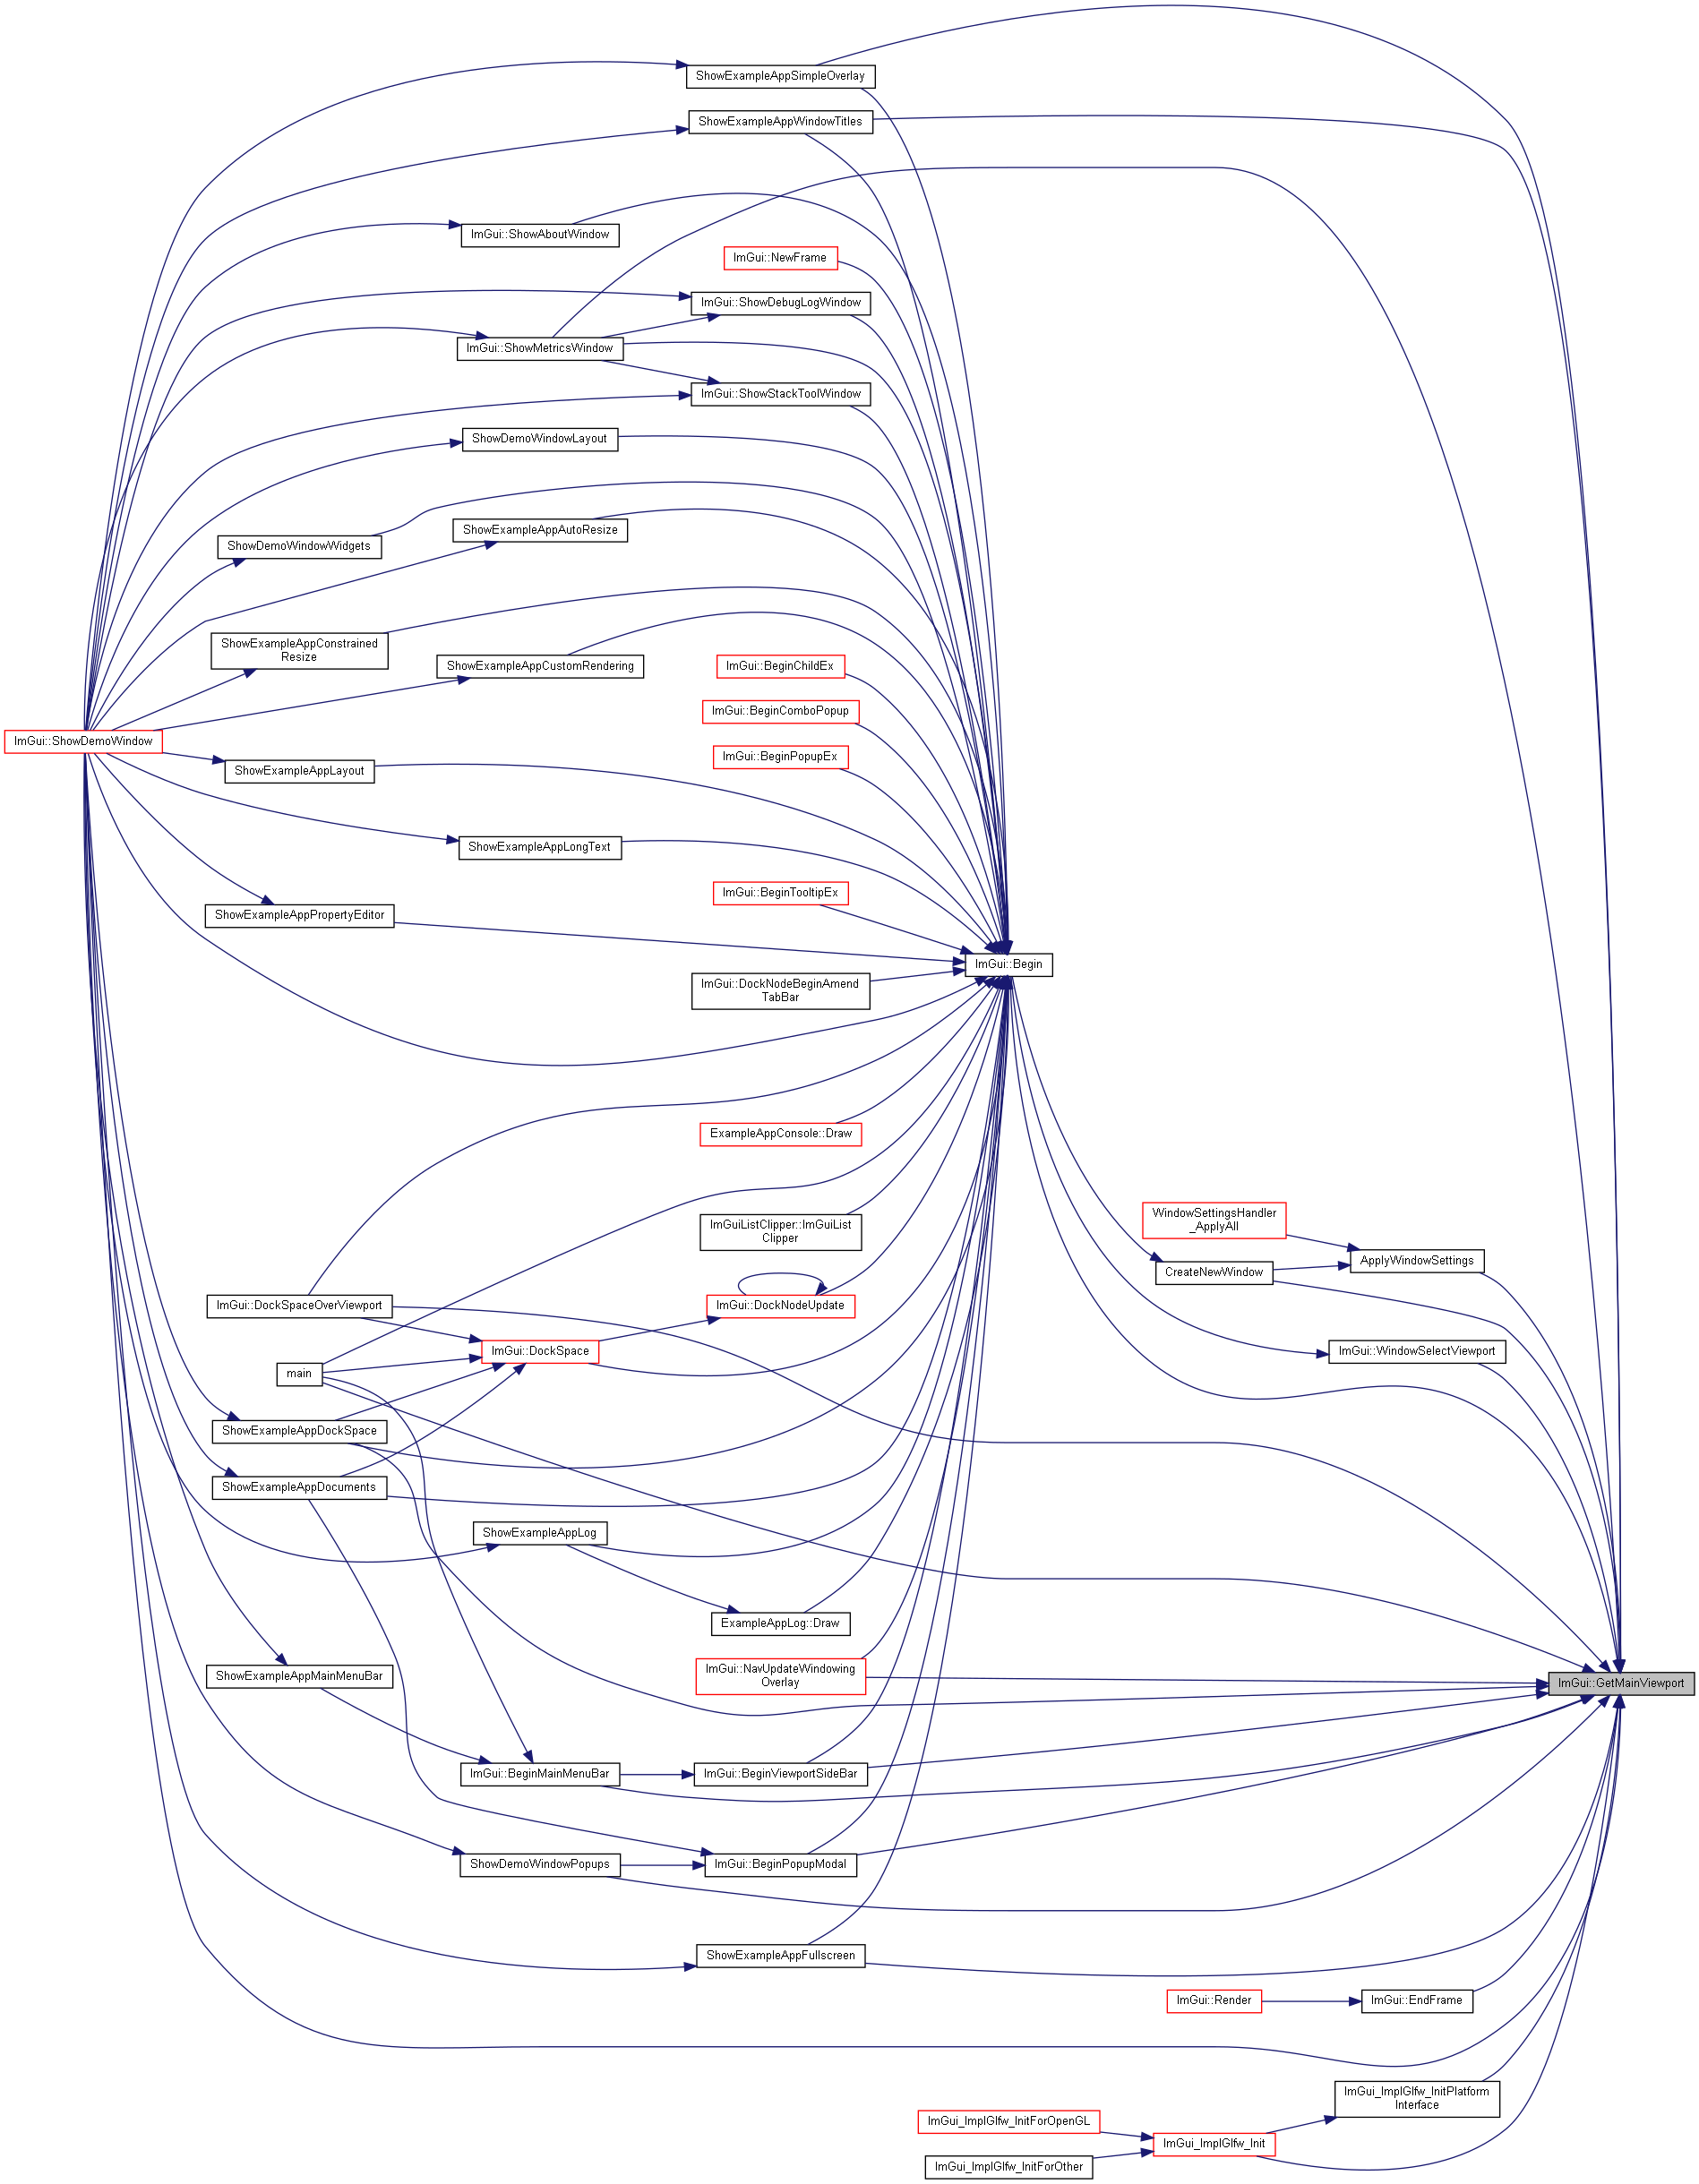 ShowExampleAppSimpleOverlay
ShowExampleAppWindowTitles
ImGui::ShowAboutWindow
ImGui::NewFrame
ImGui::ShowDebugLogWindow
ImGui::ShowMetricsWindow
ImGui::ShowStackToolWindow
ShowDemoWindowLayout
ShowExampleAppAutoResize
ShowDemoWindowWidgets
ShowExampleAppConstrained
Resize
ShowExampleAppCustomRendering
ImGui::BeginChildEx
ImGui::BeginComboPopup
ImGui::ShowDemoWindow
ImGui::BeginPopupEx
ShowExampleAppLayout
ShowExampleAppLongText
ImGui::BeginTooltipEx
ShowExampleAppPropertyEditor
ImGui::Begin
ImGui::DockNodeBeginAmend
TabBar
ExampleAppConsole::Draw
WindowSettingsHandler
_ApplyAll
ImGuiListClipper::ImGuiList
Clipper
ApplyWindowSettings
CreateNewWindow
ImGui::DockSpaceOverViewport
ImGui::DockNodeUpdate
ImGui::DockSpace
ImGui::WindowSelectViewport
main
ShowExampleAppDockSpace
ShowExampleAppDocuments
ShowExampleAppLog
ExampleAppLog::Draw
ShowExampleAppMainMenuBar
ImGui::NavUpdateWindowing
Overlay
ImGui::GetMainViewport
ImGui::BeginMainMenuBar
ImGui::BeginViewportSideBar
ShowDemoWindowPopups
ImGui::BeginPopupModal
ShowExampleAppFullscreen
ImGui::Render
ImGui::EndFrame
ImGui_ImplGlfw_InitPlatform
Interface
ImGui_ImplGlfw_InitForOpenGL
ImGui_ImplGlfw_Init
ImGui_ImplGlfw_InitForOther